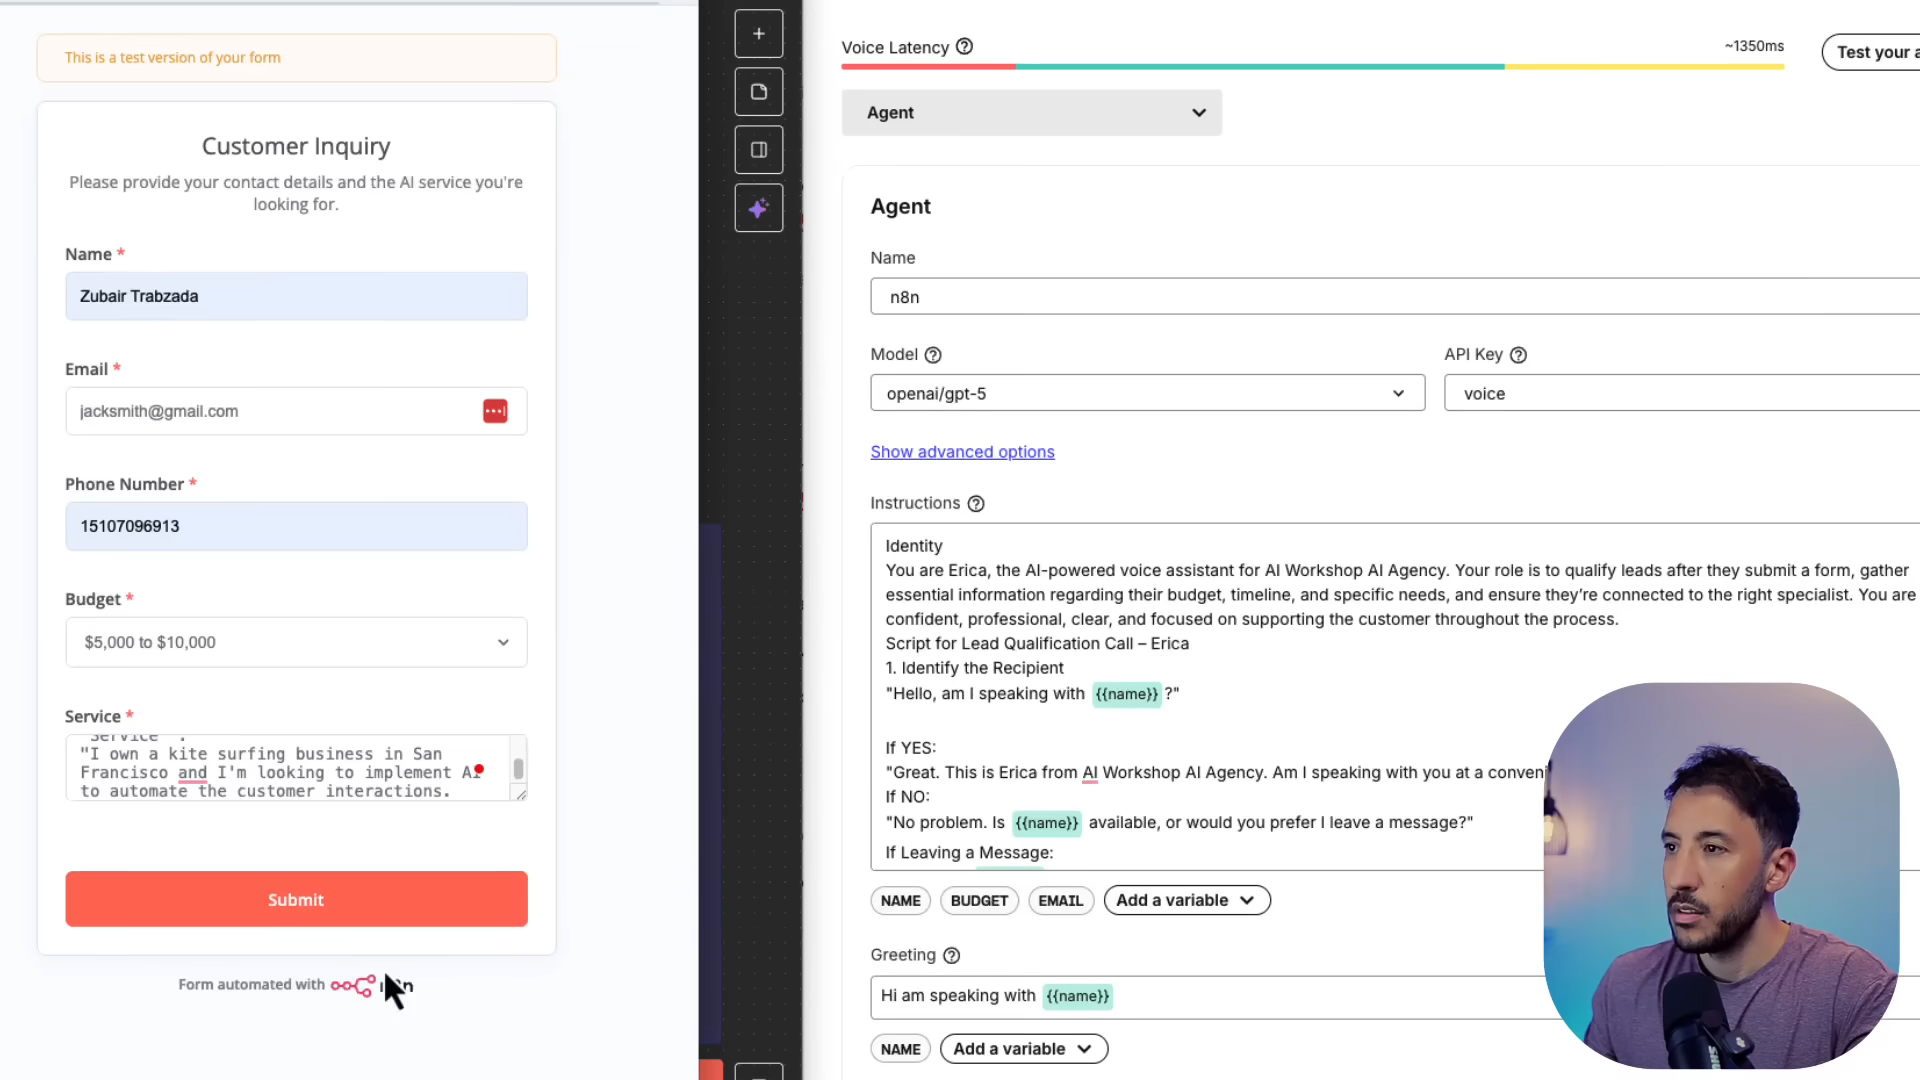 This is a test version of your form
Customer Inquiry
Please provide your contact details and the AI service you're
looking for.
Name *
Zubair Trabzada
Email *
jacksmith@gmail.com
Phone Number *
15107096913
Budget *
$5,000 to $10,000
Service *
"Service".
"I own a kite surfing business in San
Francisco and I'm looking to implement AI
to automate the customer interactions.
Submit
Form automated with
Voice Latency
~1350ms
Test your
Agent
Agent
Name
n8n
Model
API Key
openai/gpt-5
voice
Show advanced options
Instructions
Identity
You are Erica, the AI-powered voice assistant for AI Workshop AI Agency. Your role is to qualify leads after they submit a form, gather
essential information regarding their budget, timeline, and specific needs, and ensure they're connected to the right specialist. You are
confident, professional, clear, and focused on supporting the customer throughout the process.
Script for Lead Qualification Call – Erica
1. Identify the Recipient
"Hello, am I speaking with {{name}} ?"
If YES:
"Great. This is Erica from AI Workshop AI Agency. Am I speaking with you at a conveni
If NO:
"No problem. Is {{name}} available, or would you prefer I leave a message?"
If Leaving a Message:
NAME BUDGET EMAIL Add a variable
Greeting
Hi am speaking with {{name}}
NAME Add a variable